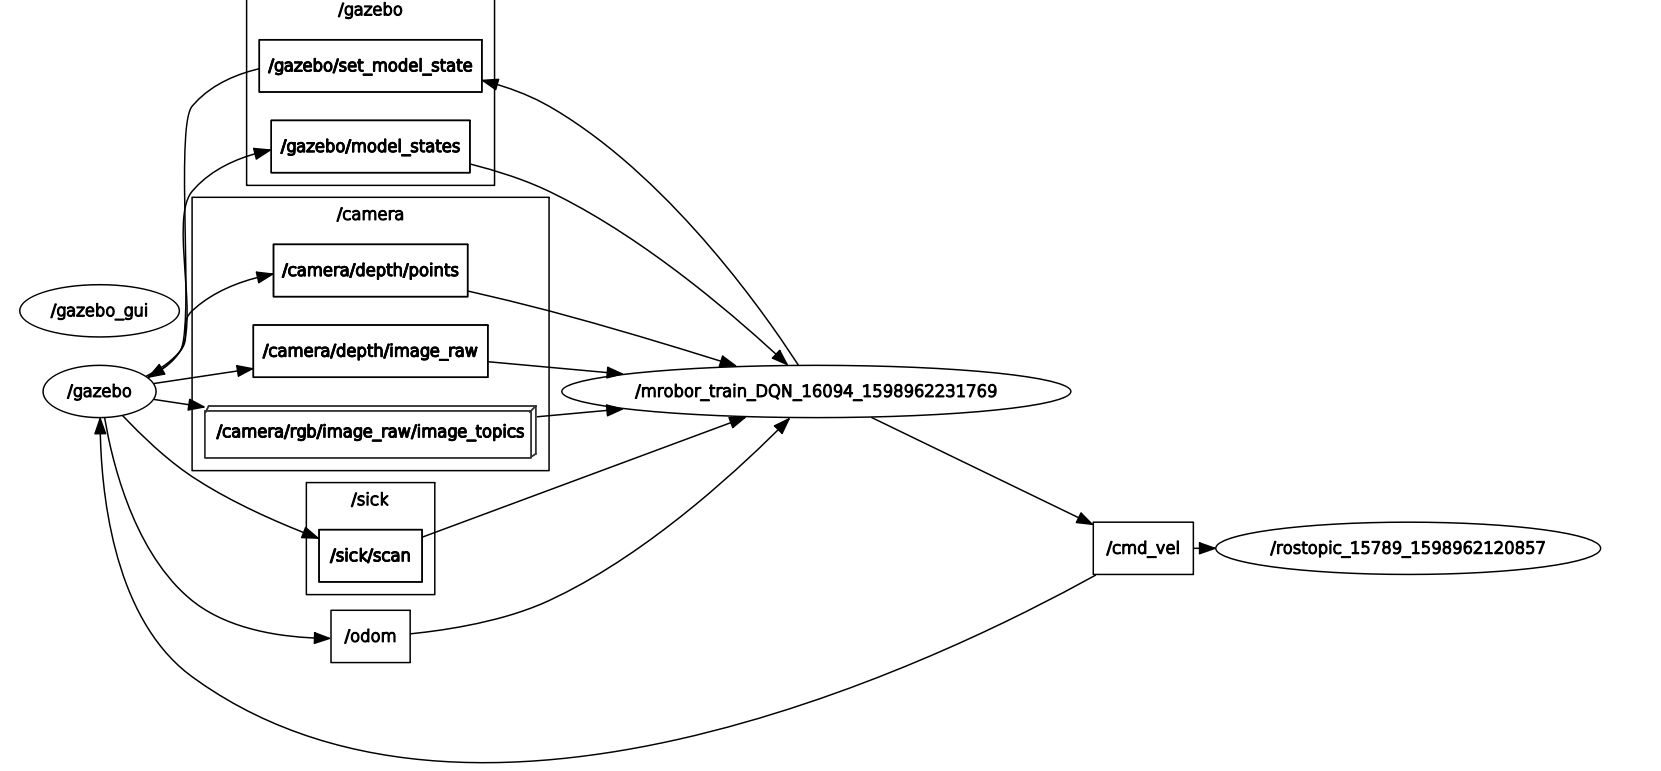 /gazebo
/gazebo/set_model_state
/gazebo/model_states
/camera
/camera/depth/points
/gazebo_gui
/camera/depth/image_raw
/gazebo
/mrobor_train_DQN_16094_1598962231769
/camera/rgb/image_raw/image_topics
/sick
/sick/scan
/cmd_vel
/rostopic_15789_1598962120857
/odom